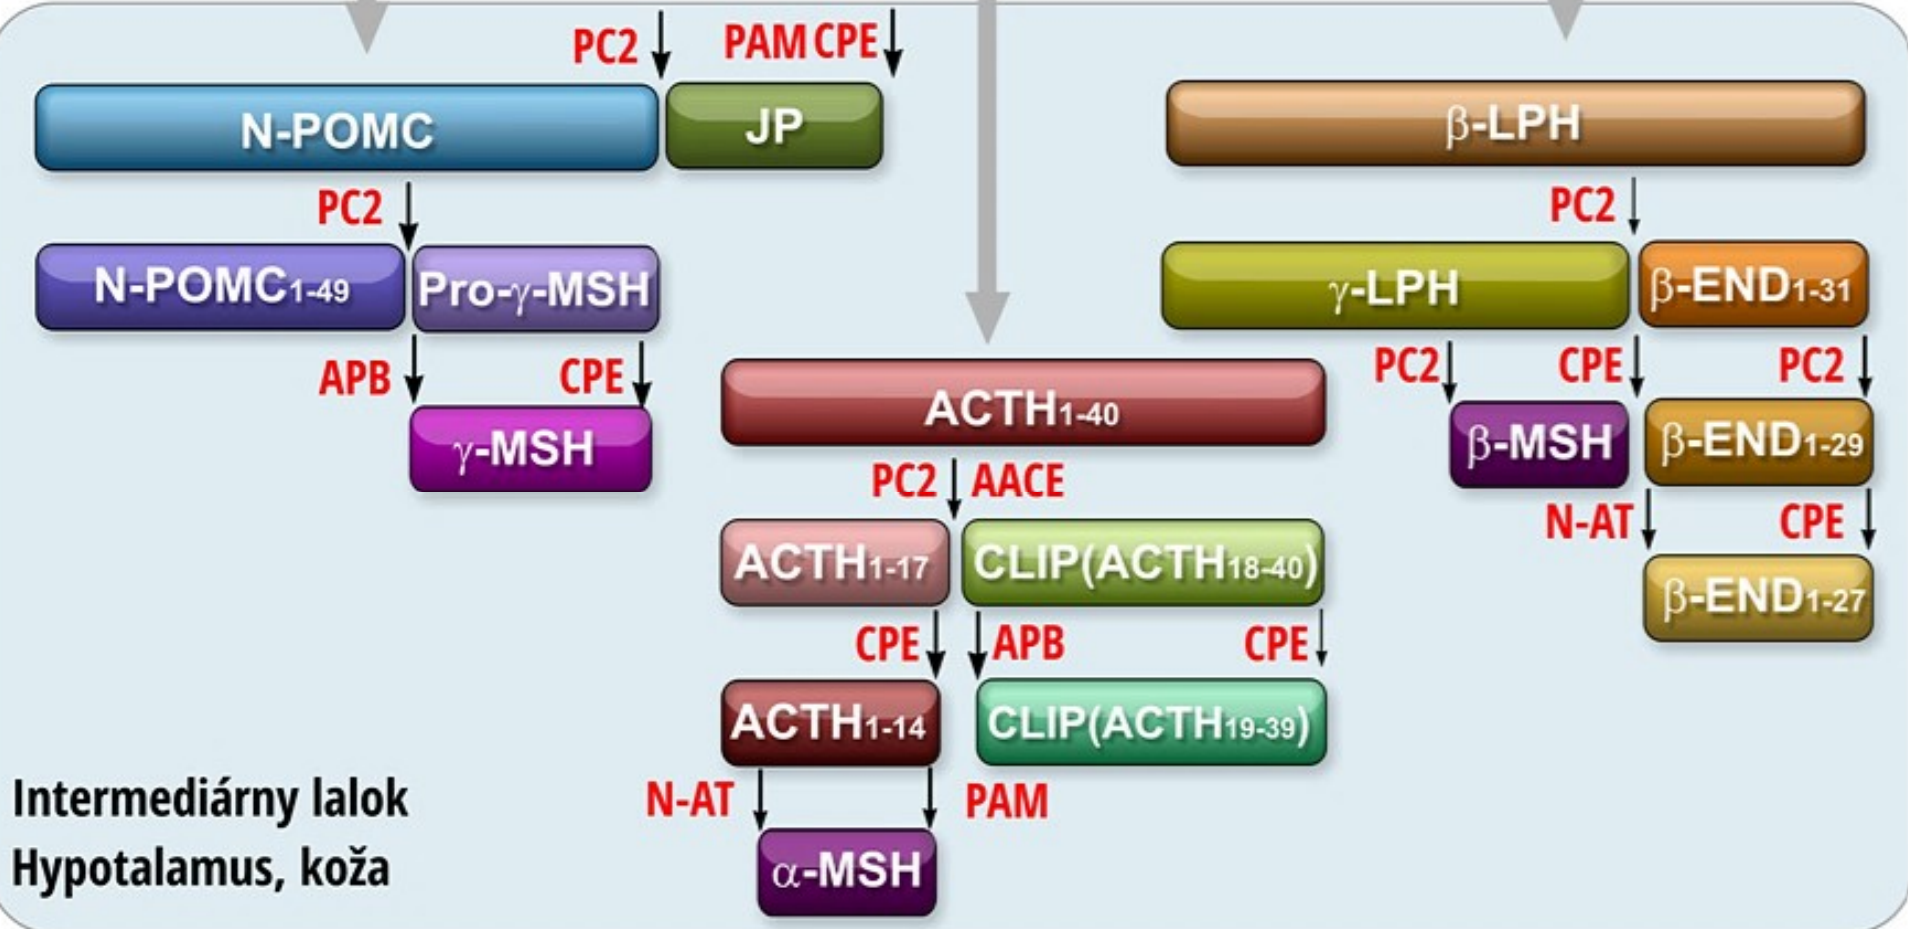 PC2 PAM CPE
N-POMC JP β-LPH
PC2 PC2
N-POMC1-49 Pro-γ-MSH γ-LPH β-END1-31
APB CPE PC2 CPE PC2
γ-MSH ACTH1-40 β-MSH β-END1-29
PC2 AACE N-AT CPE
ACTH1-17 CLIP(ACTH18-40) β-END1-27
CPE APB CPE
ACTH1-14 CLIP(ACTH19-39)
N-AT PAM
α-MSH
Intermediárny lalok
Hypotalamus, koža